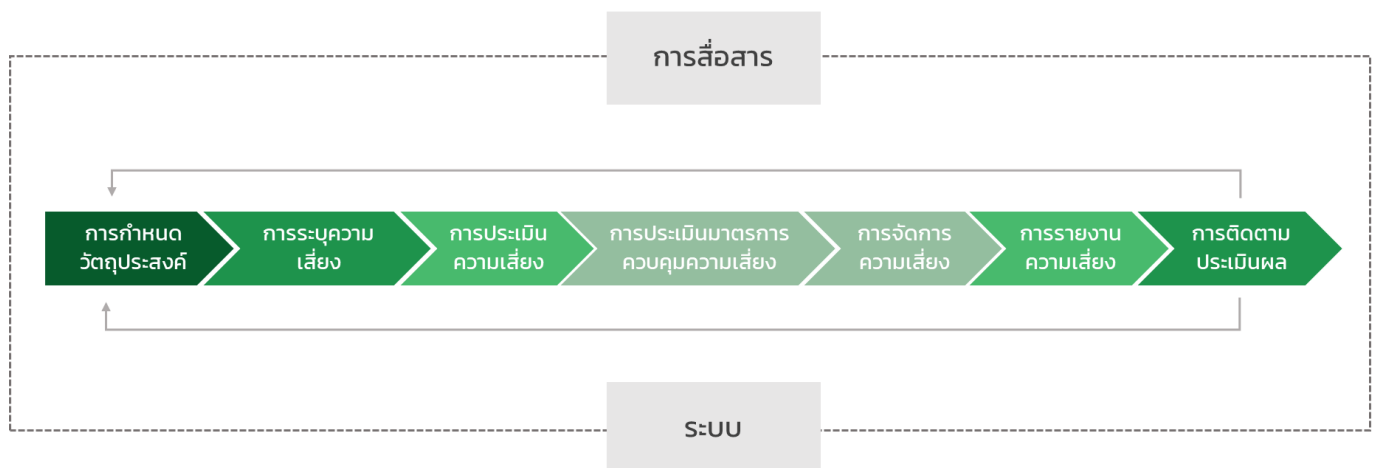 การสื่อสาร
การกำหนด
วัตถุประสงค์
การระบุความ
เสี่ยง
การประเมิน
ความเสี่ยง
การประเมินมาตรการ
ควบคุมความเสี่ยง
การจัดการ
ความเสี่ยง
การรายงาน
ความเสี่ยง
การติดตาม
ประเมินผล
ระบบ